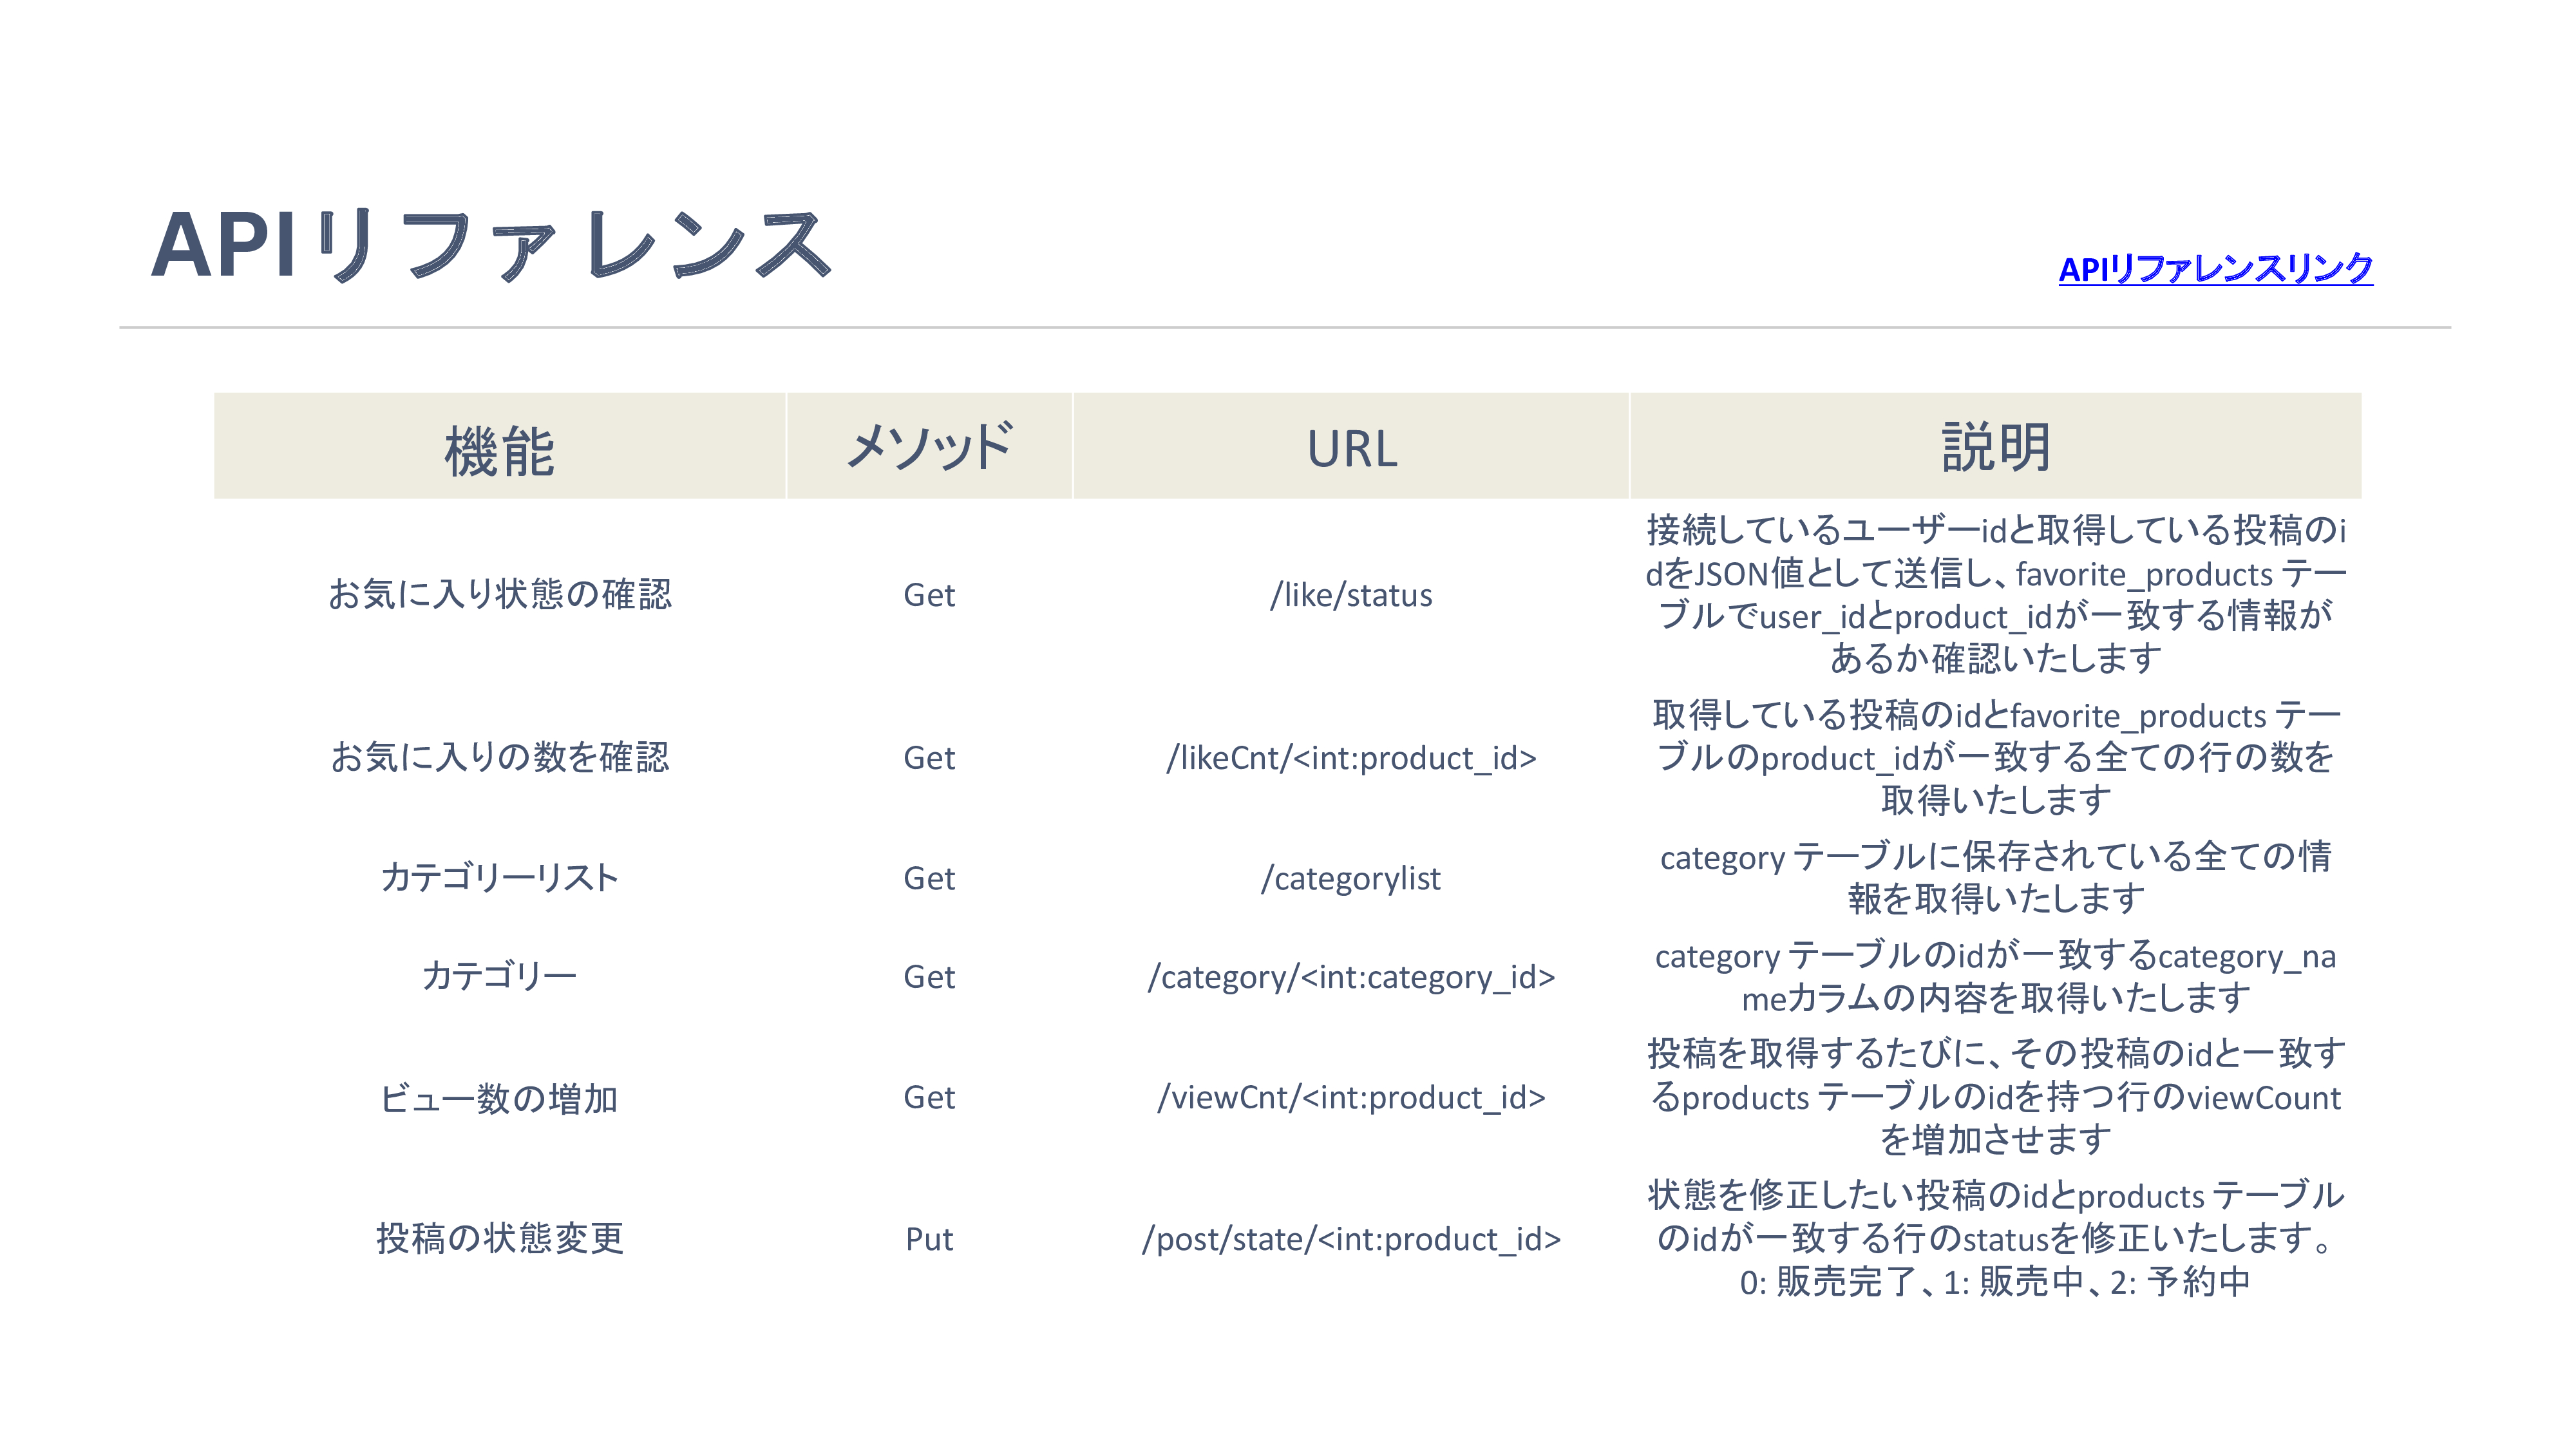 APIリファレンス
APIリファレンスリンク
機能 メソッド URL 説明
お気に入り状態の確認 Get /like/status
接続しているユーザーidと取得している投稿のi
dをJSON値として送信し、favorite_products テー
ブルでuser_idとproduct_idが一致する情報が
あるか確認いたします
お気に入りの数を確認 Get /likeCnt/<int:product_id>
取得している投稿のidとfavorite_products テー
ブルのproduct_idが一致する全ての行の数を
取得いたします
カテゴリーリスト Get /categorylist
category テーブルに保存されている全ての情
報を取得いたします
カテゴリー Get /category/<int:category_id>
category テーブルのidが一致するcategory_na
meカラムの内容を取得いたします
ビュー数の増加 Get /viewCnt/<int:product_id>
投稿を取得するたびに、その投稿のidと一致す
るproducts テーブルのidを持つ行のviewCount
を増加させます
投稿の状態変更 Put /post/state/<int:product_id>
状態を修正したい投稿のidとproducts テーブル
のidが一致する行のstatusを修正いたします。
0: 販売完了、1: 販売中、2: 予約中